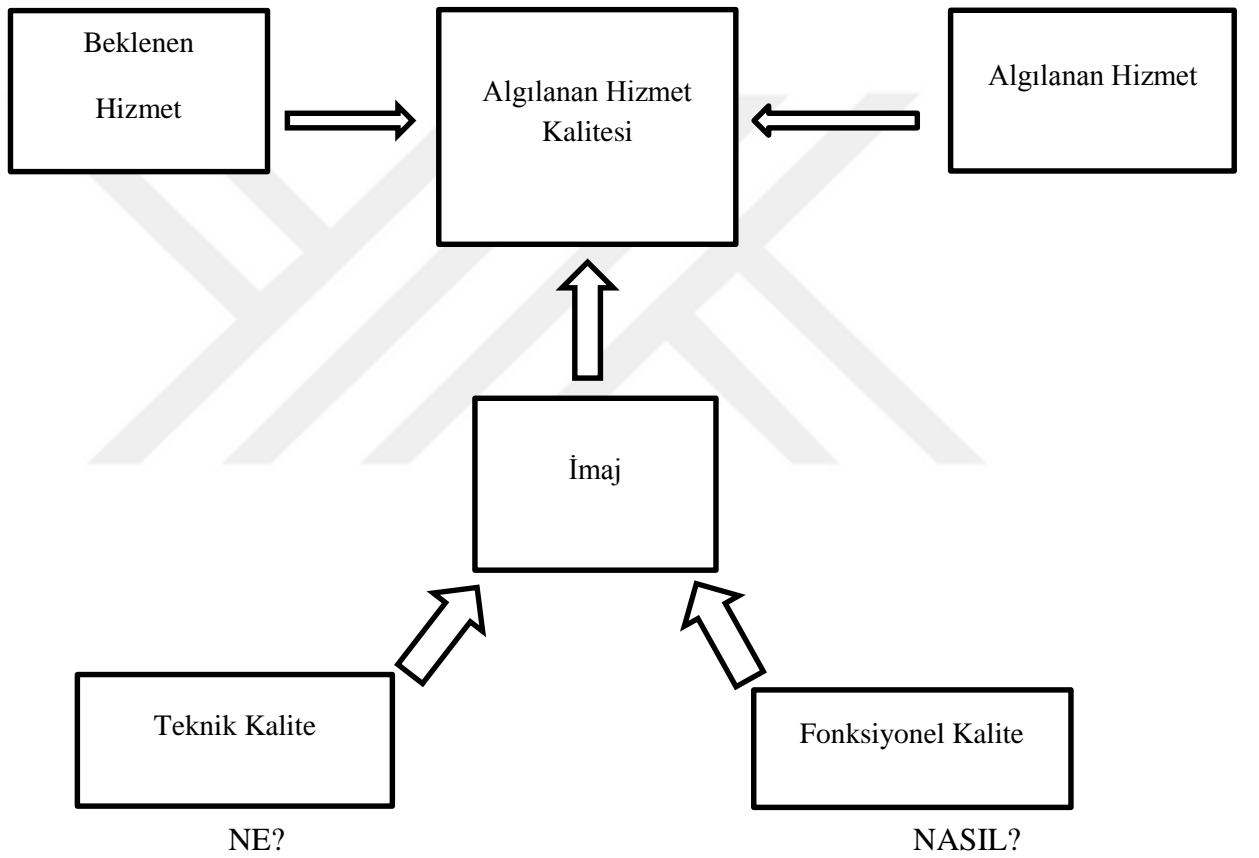 Beklenen
Hizmet
Algılanan Hizmet
Kalitesi
Algılanan Hizmet
İmaj
Teknik Kalite
Fonksiyonel Kalite
NE?
NASIL?